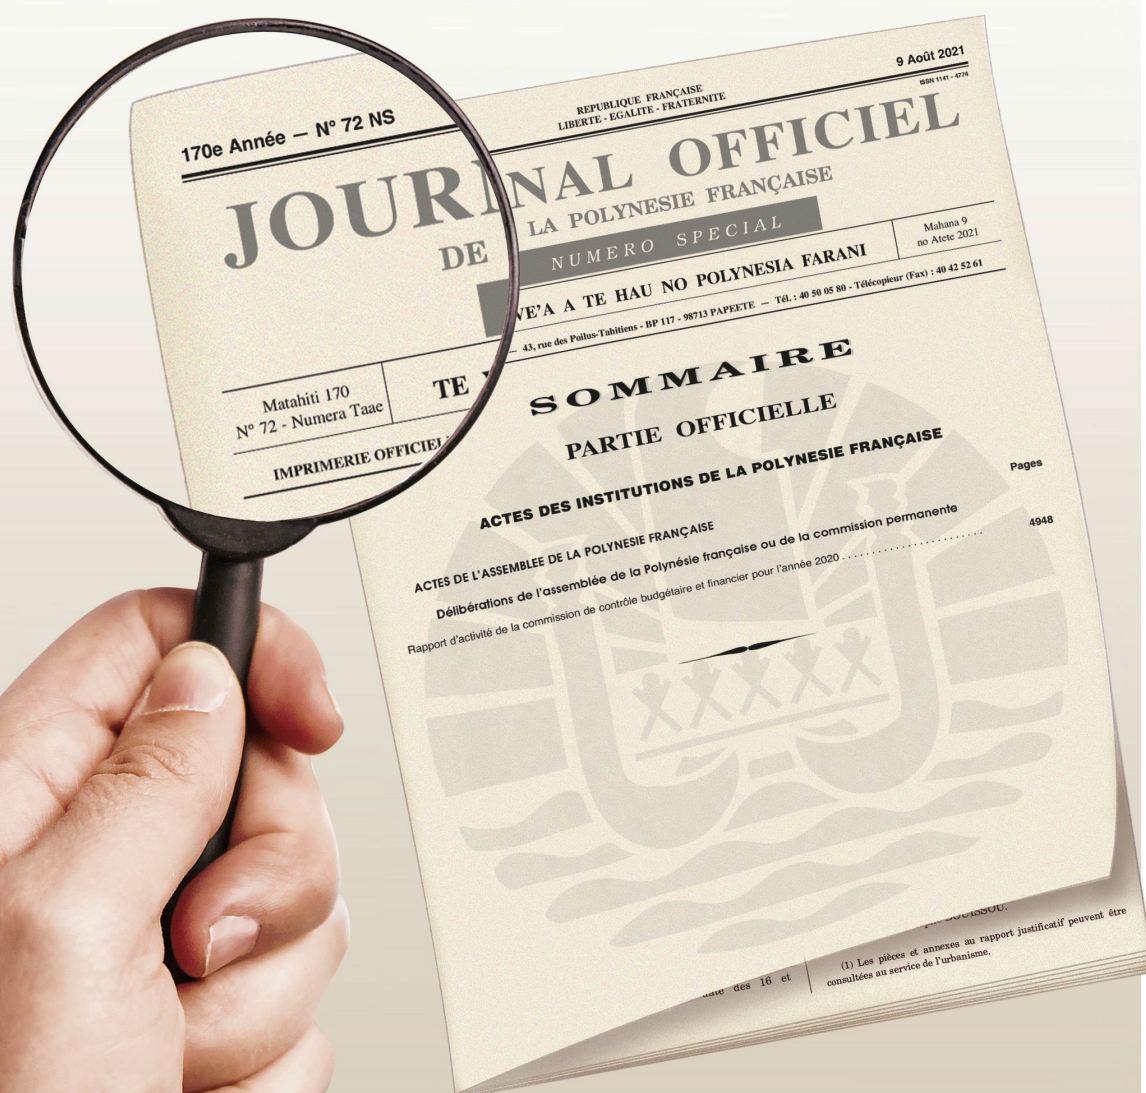 170e Année — N° 72 NS
REPUBLIQUE FRANÇAISE
LIBERTE - EGALITE - FRATERNITE
9 Août 2021
ISSN 1141 - 4774
JOURNAL OFFICIEL
DE LA POLYNESIE FRANÇAISE
NUMERO SPECIAL
Matahiti 170
N° 72 - Numera Taae
TE VE'A A TE HAU NO POLYNESIA FARANI
Mahana 9
no Atete 2021
IMPRIMERIE OFFICIEL — 43, rue des Poilus-Tahitiens - BP 117 - 98713 PAPEETE — Tél. : 40 50 05 80 - Télécopieur (Fax) : 40 42 52 61
SOMMAIRE
PARTIE OFFICIELLE
ACTES DES INSTITUTIONS DE LA POLYNESIE FRANÇAISE
Pages
ACTES DE L'ASSEMBLEE DE LA POLYNESIE FRANÇAISE
Délibérations de l'assemblée de la Polynésie française ou de la commission permanente
Rapport d'activité de la commission de contrôle budgétaire et financier pour l'année 2020 . . . . . . . . . . . . . . . . . . . . . . . 4948
date des 16 et
BOUISSOU.
(1) Les pièces et annexes au rapport justificatif peuvent être
consultées au service de l'urbanisme.